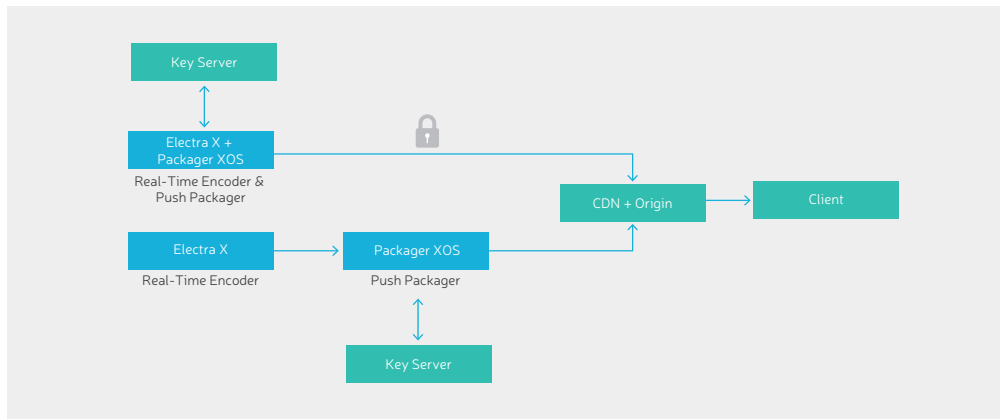 Key Server
Electra X +
Packager XOS
Real-Time Encoder &
Push Packager
CDN + Origin
Client
Electra X
Real-Time Encoder
Packager XOS
Push Packager
Key Server